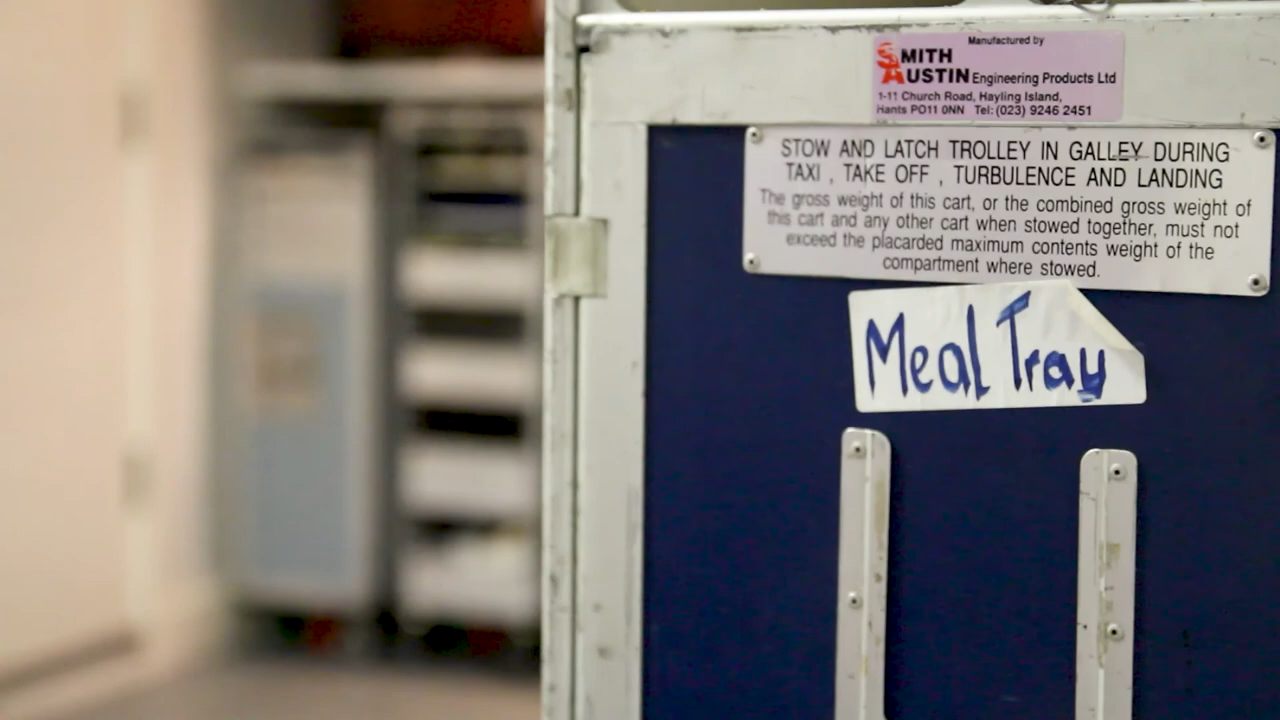 Manufactured by
SMITH
AUSTIN Engineering Products Ltd
1-11 Church Road, Hayling Island,
Hants PO11 0NN Tel: (023) 9246 2451
STOW AND LATCH TROLLEY IN GALLEY DURING
TAXI , TAKE OFF , TURBULENCE AND LANDING
The gross weight of this cart, or the combined gross weight of
this cart and any other cart when stowed together, must not
exceed the placarded maximum contents weight of the
compartment where stowed.
Meal Tray